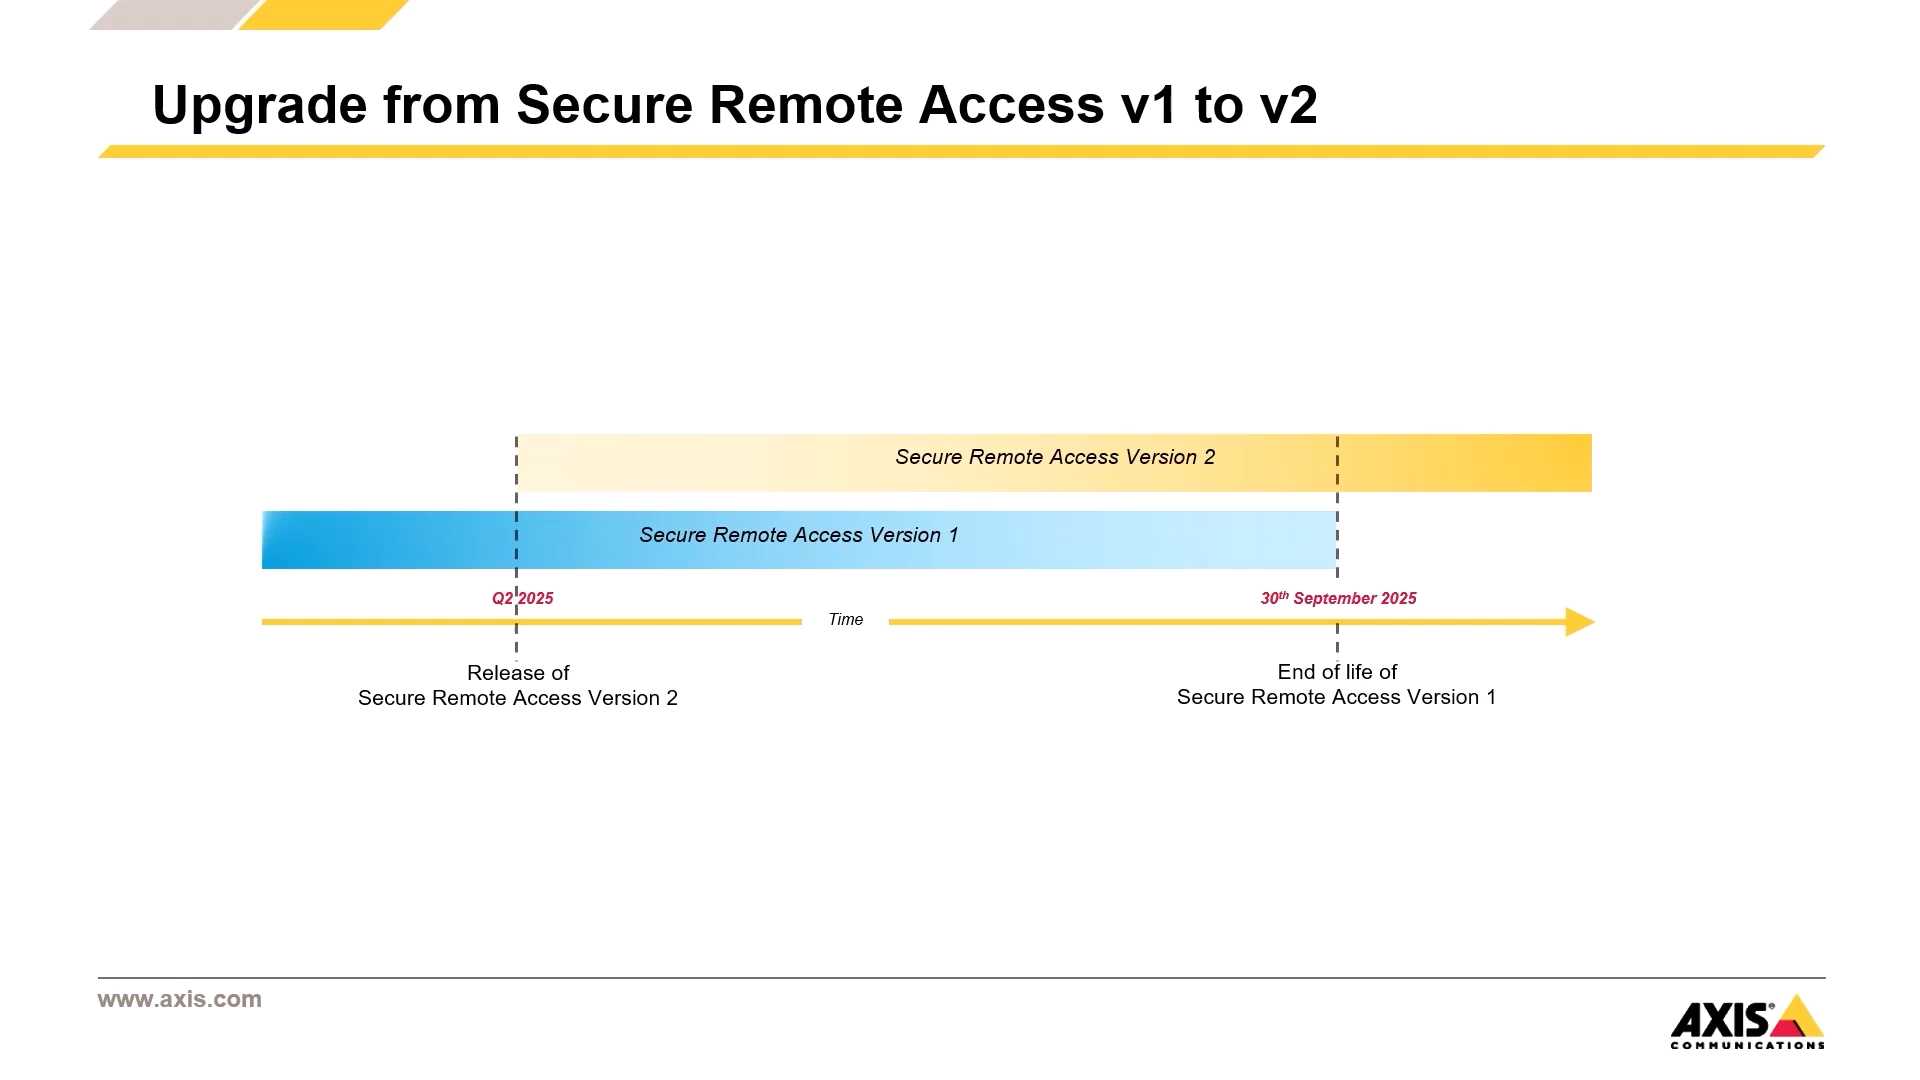 Upgrade from Secure Remote Access v1 to v2
Secure Remote Access Version 2
Secure Remote Access Version 1
Q2 2025
30th September 2025
Time
Release of
Secure Remote Access Version 2
End of life of
Secure Remote Access Version 1
www.axis.com
AXIS®
COMMUNICATIONS